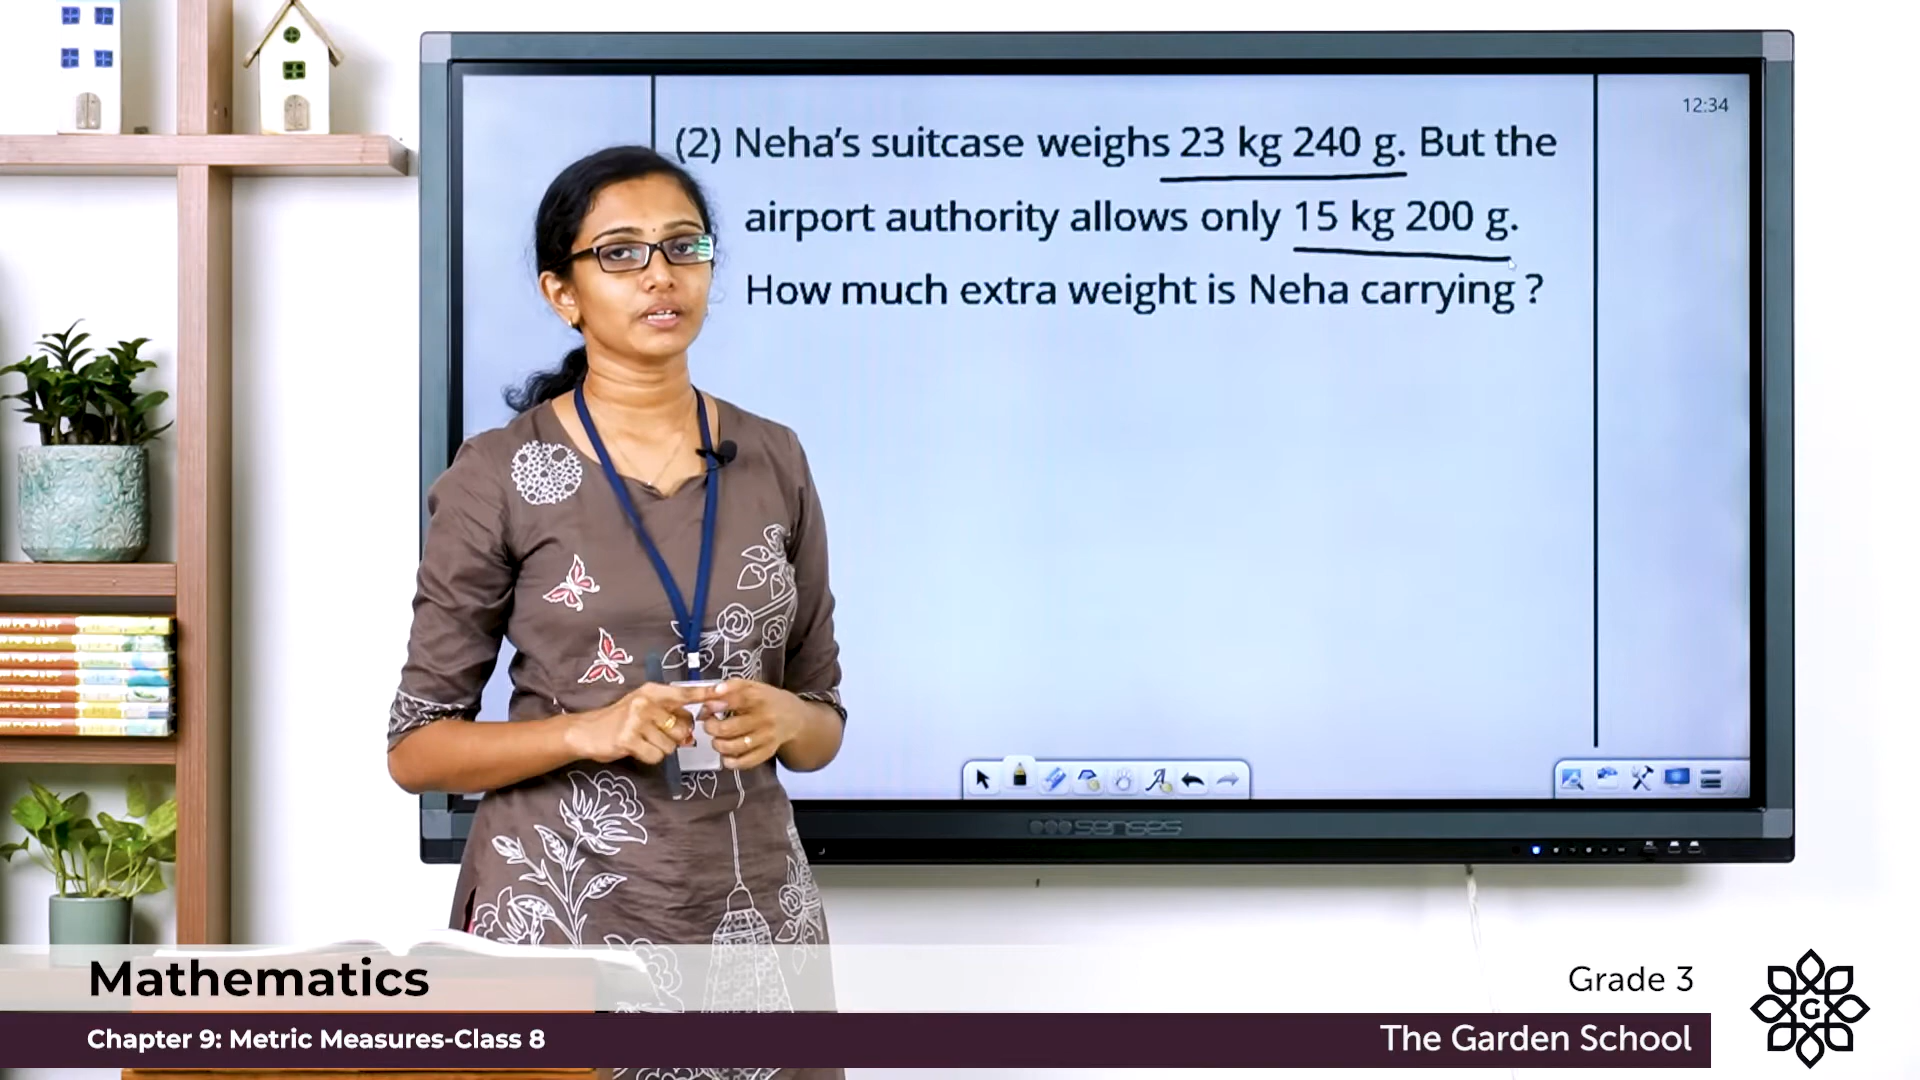 12:34
(2) Neha's suitcase weighs 23 kg 240 g. But the
airport authority allows only 15 kg 200 g.
How much extra weight is Neha carrying ?
senses
Mathematics
Grade 3
Chapter 9: Metric Measures-Class 8
The Garden School
G